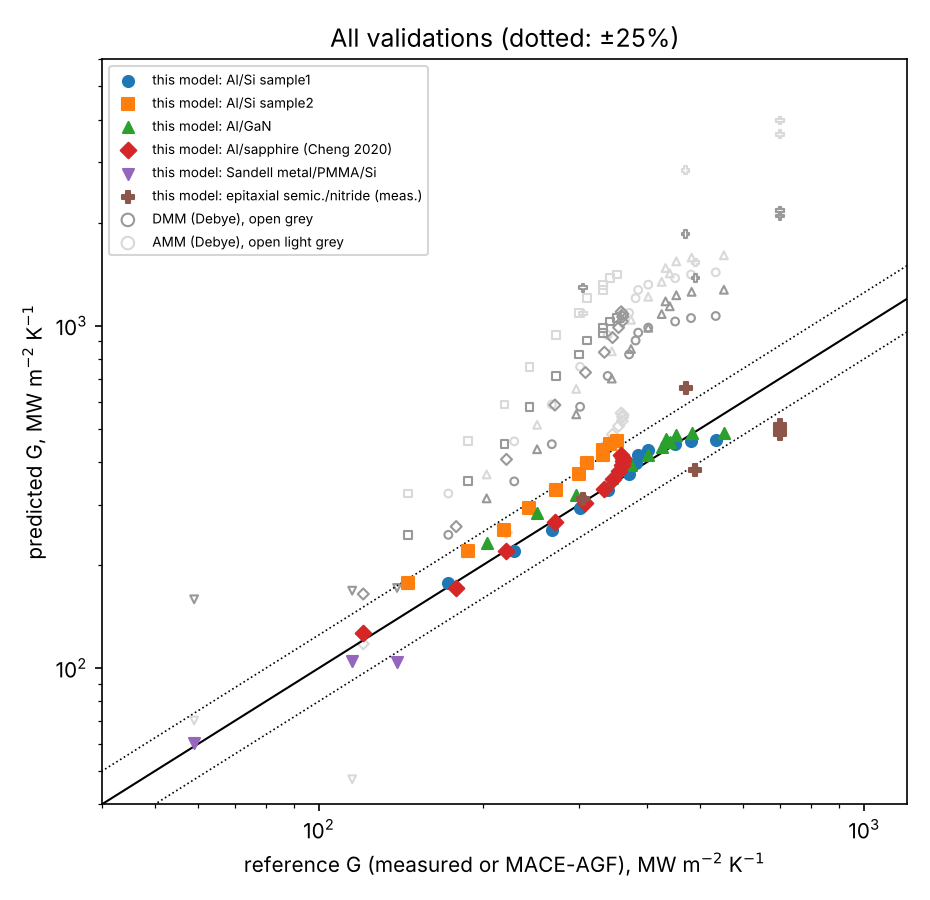 All validations (dotted: ±25%)
this model: Al/Si sample1
this model: Al/Si sample2
this model: Al/GaN
this model: Al/sapphire (Cheng 2020)
this model: Sandell metal/PMMA/Si
this model: epitaxial semic./nitride (meas.)
DMM (Debye), open grey
AMM (Debye), open light grey
predicted G, MW m⁻² K⁻¹
10³
10²
10²
10³
reference G (measured or MACE-AGF), MW m⁻² K⁻¹